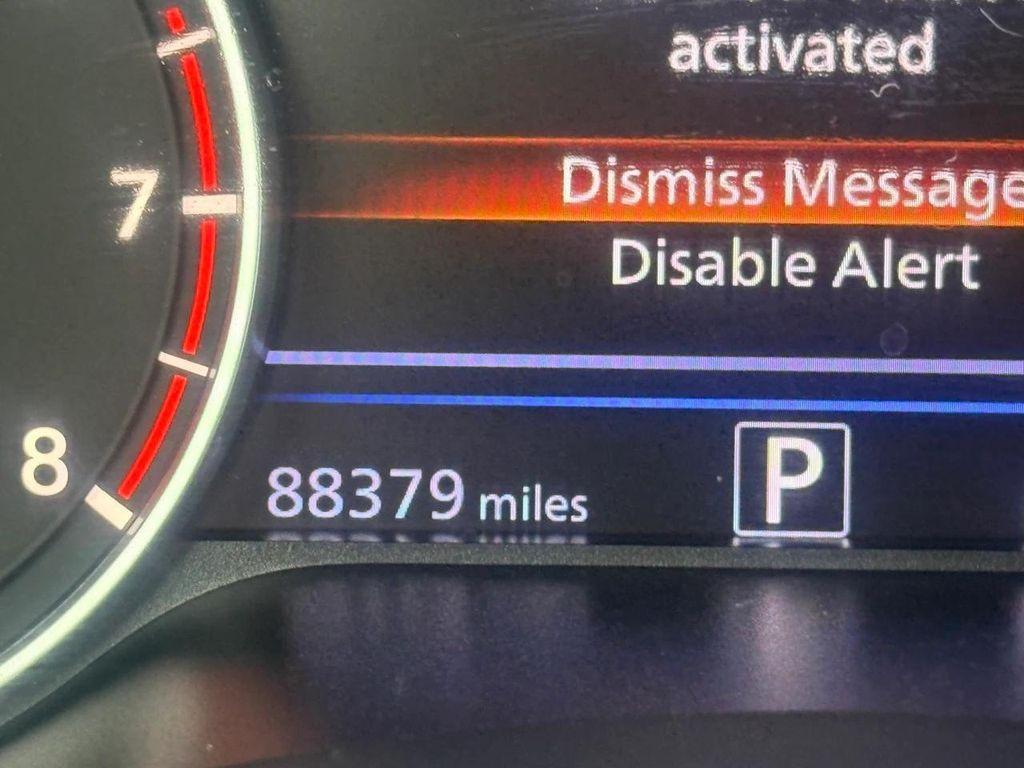 activated
Dismiss Message
Disable Alert
7
8
88379 miles
P